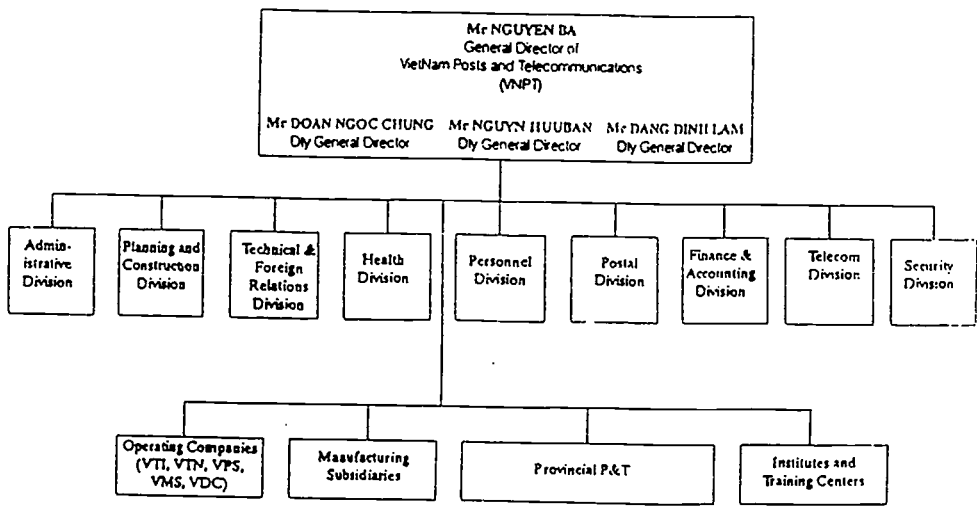 Mr NGUYEN BA
General Director of
VietNam Posts and Telecommunications
(VNPT)
Mr DOAN NGOC CHUNG Mr NGUYN HUUBAN Mr DANG DINH LAM
Dly General Director Dly General Director Dly General Director
Admin-
istrative
Division
Planning and
Construction
Division
Technical &
Foreign
Relations
Division
Health
Division
Personnel
Division
Postal
Division
Finance &
Accounting
Division
Telecom
Division
Security
Division
Operating Companies
(VTI, VTN, VPS,
VMS, VDC)
Manufacturing
Subsidiaries
Provincial P&T
Institutes and
Training Centers